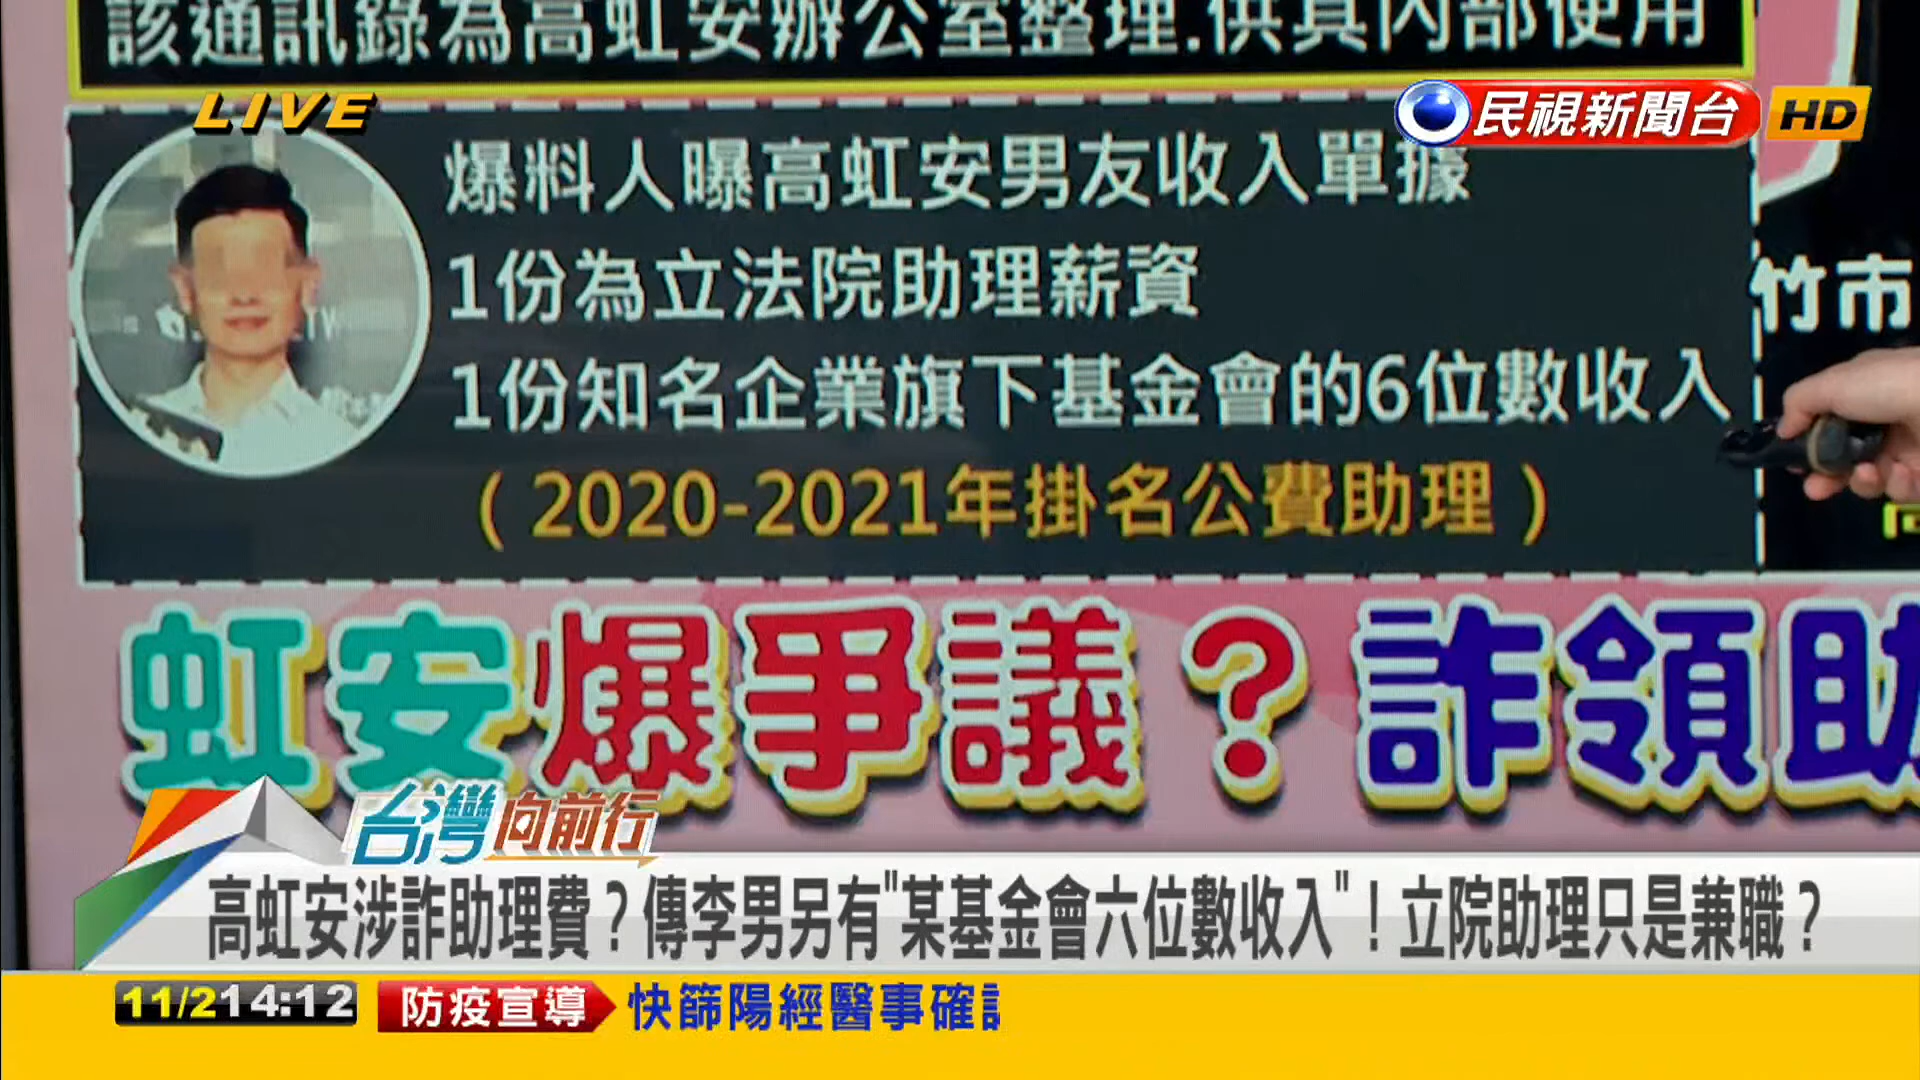 該通訊錄為高虹安辦公室整理.供其內部使用
LIVE
民視新聞台 HD
爆料人曝高虹安男友收入單據
1份為立法院助理薪資
竹市
1份知名企業旗下基金會的6位數收入
(2020-2021年掛名公費助理)
虹安爆爭議？詐領助
台灣向前行
高虹安涉詐助理費？傳李男另有"某基金會六位數收入"！立院助理只是兼職？
11/2 14:12 防疫宣導 快篩陽經醫事確